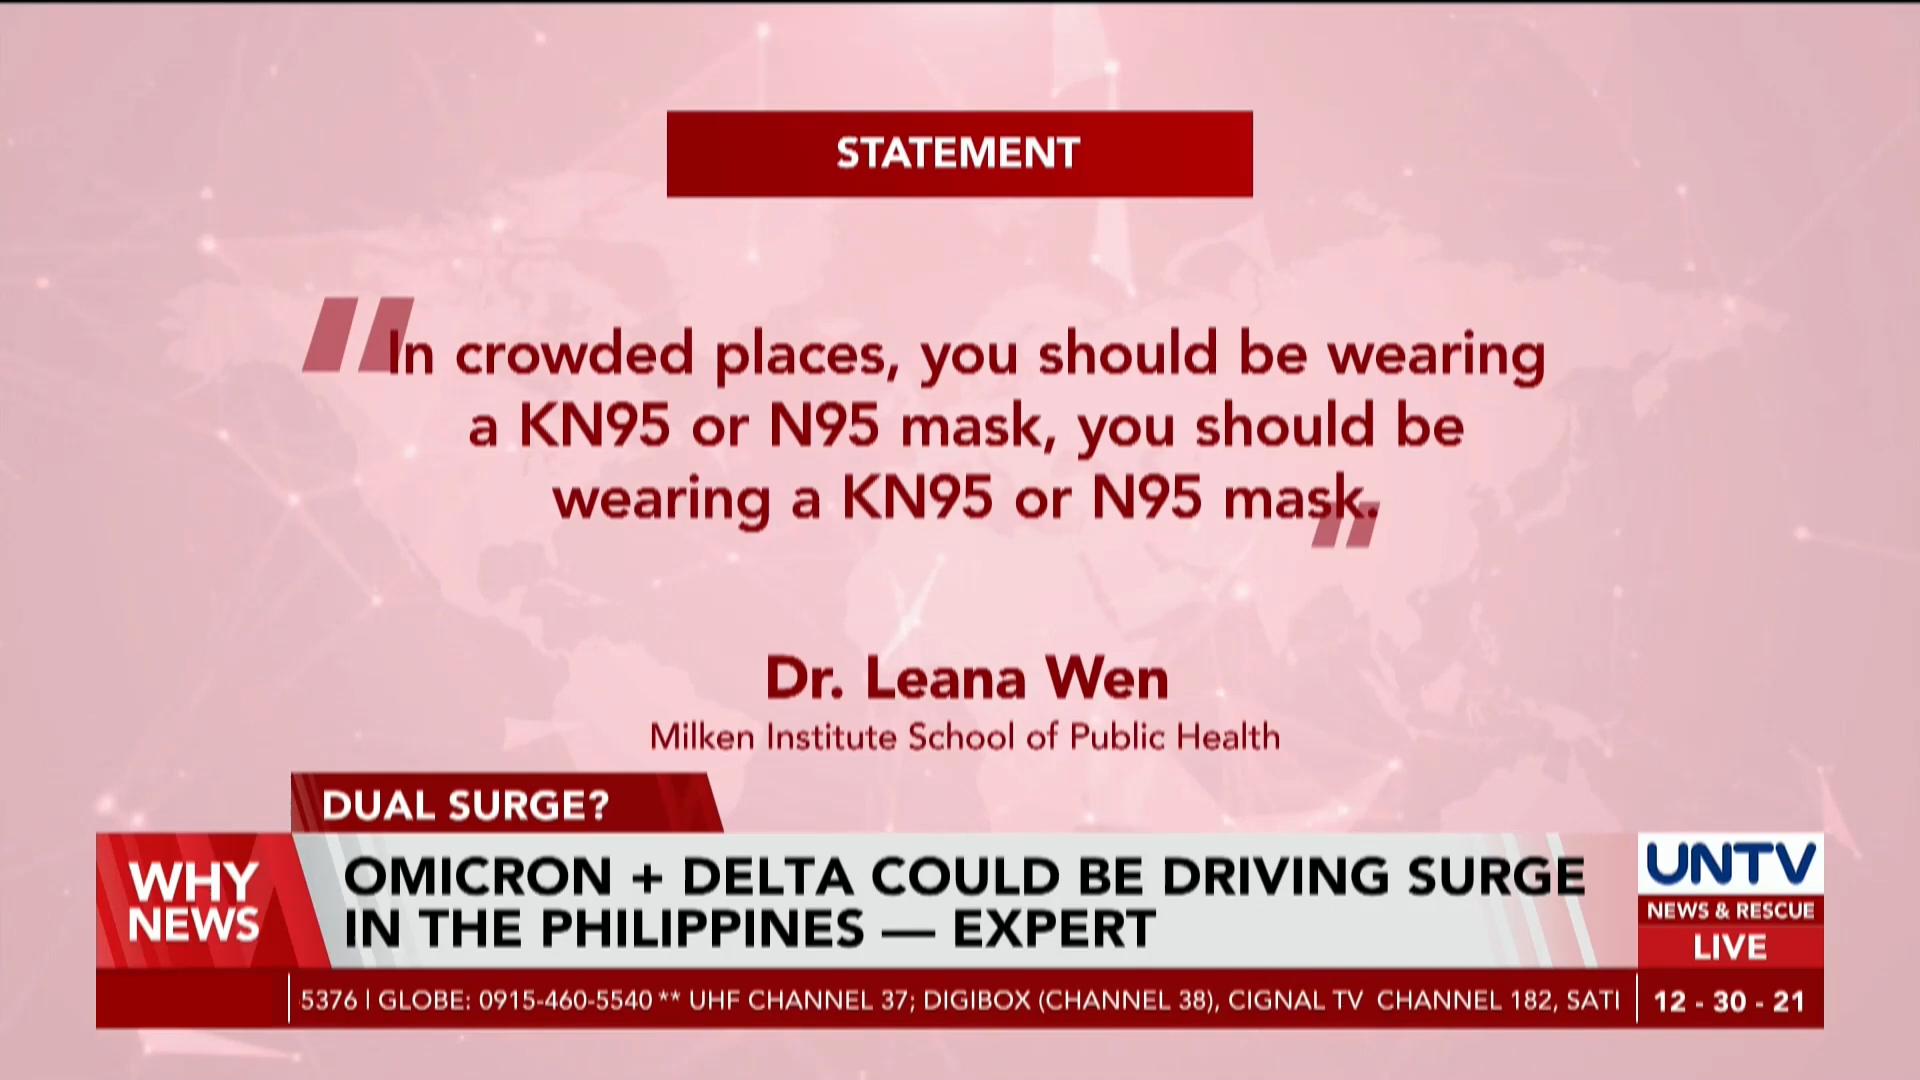 STATEMENT
"In crowded places, you should be wearing
a KN95 or N95 mask, you should be
wearing a KN95 or N95 mask."
Dr. Leana Wen
Milken Institute School of Public Health
DUAL SURGE?
WHY
NEWS
OMICRON + DELTA COULD BE DRIVING SURGE
IN THE PHILIPPINES — EXPERT
UNTV
NEWS & RESCUE
LIVE
5376 | GLOBE: 0915-460-5540 ** UHF CHANNEL 37; DIGIBOX (CHANNEL 38), CIGNAL TV CHANNEL 182, SATI
12 - 30 - 21